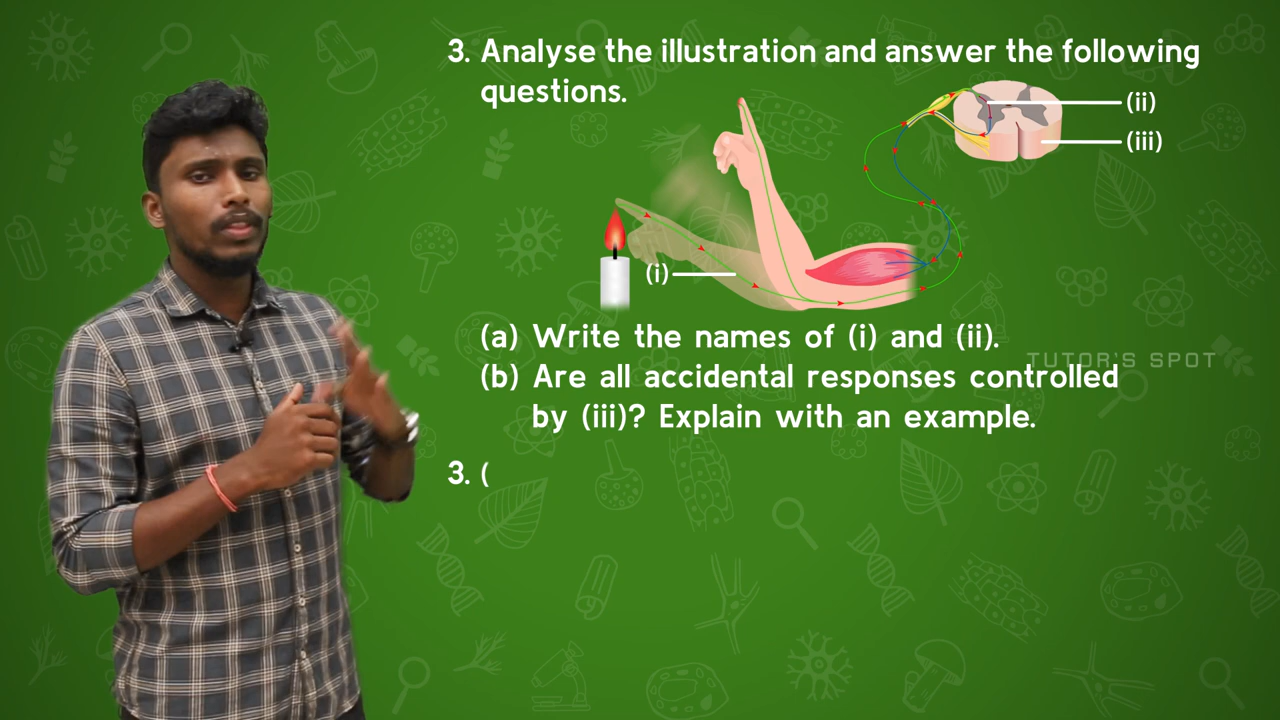 3. Analyse the illustration and answer the following
questions.
(ii)
(iii)
(i)
(a) Write the names of (i) and (ii).
TUTOR'S SPOT
(b) Are all accidental responses controlled
by (iii)? Explain with an example.
3. (